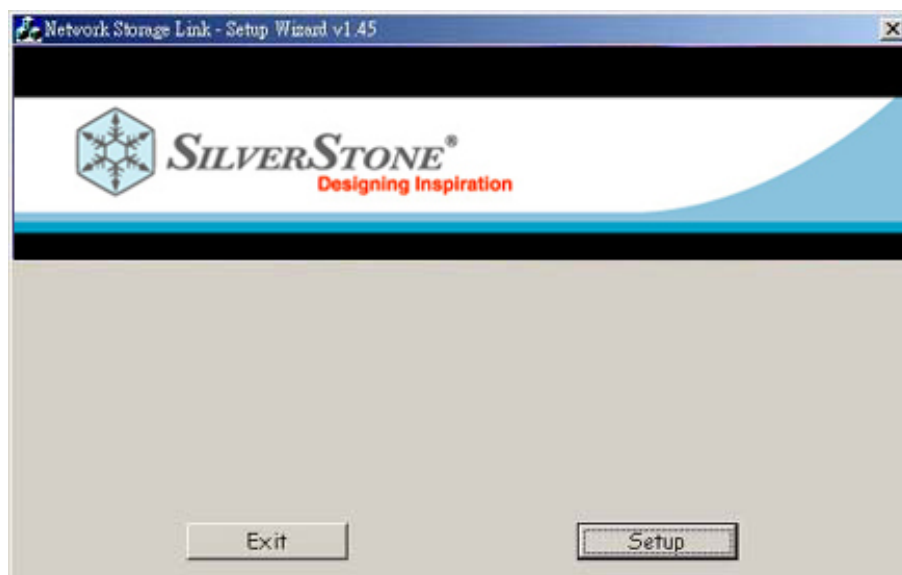 Network Storage Link - Setup Wizard v1.45
SILVERSTONE®
Designing Inspiration
Exit
Setup